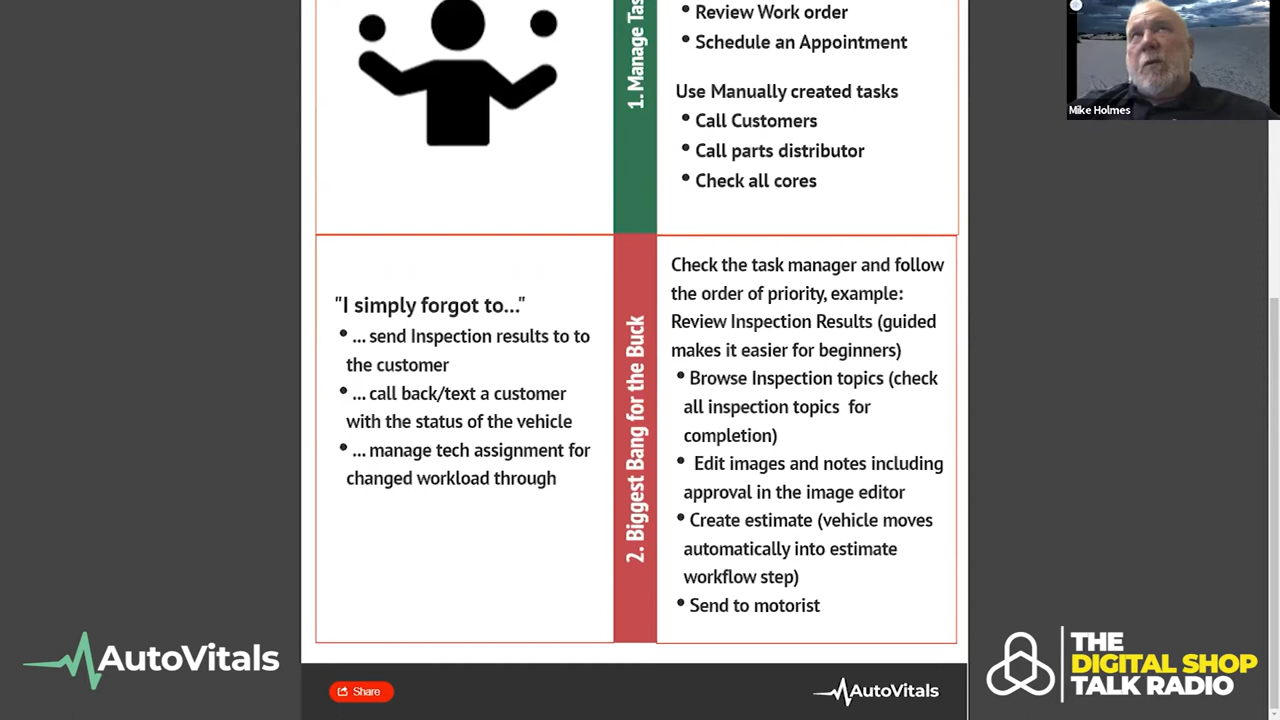 Review Work order
• Schedule an Appointment
Use Manually created tasks
• Call Customers
• Call parts distributor
• Check all cores
1. Manage Tas
Mike Holmes
"I simply forgot to..."
• ... send Inspection results to to
the customer
• ... call back/text a customer
with the status of the vehicle
• ... manage tech assignment for
changed workload through
2. Biggest Bang for the Buck
Check the task manager and follow
the order of priority, example:
Review Inspection Results (guided
makes it easier for beginners)
• Browse Inspection topics (check
all inspection topics for
completion)
• Edit images and notes including
approval in the image editor
• Create estimate (vehicle moves
automatically into estimate
workflow step)
• Send to motorist
AutoVitals
Share
AutoVitals
THE
DIGITAL SHOP
TALK RADIO